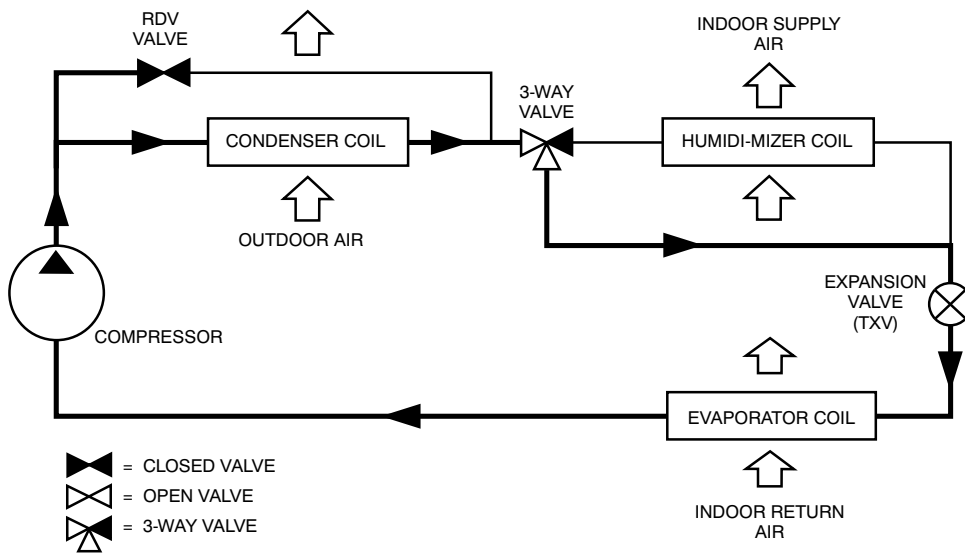 RDV
VALVE
INDOOR SUPPLY
AIR
3-WAY
VALVE
CONDENSER COIL
HUMIDI-MIZER COIL
OUTDOOR AIR
EXPANSION
VALVE
(TXV)
COMPRESSOR
EVAPORATOR COIL
= CLOSED VALVE
= OPEN VALVE
= 3-WAY VALVE
INDOOR RETURN
AIR